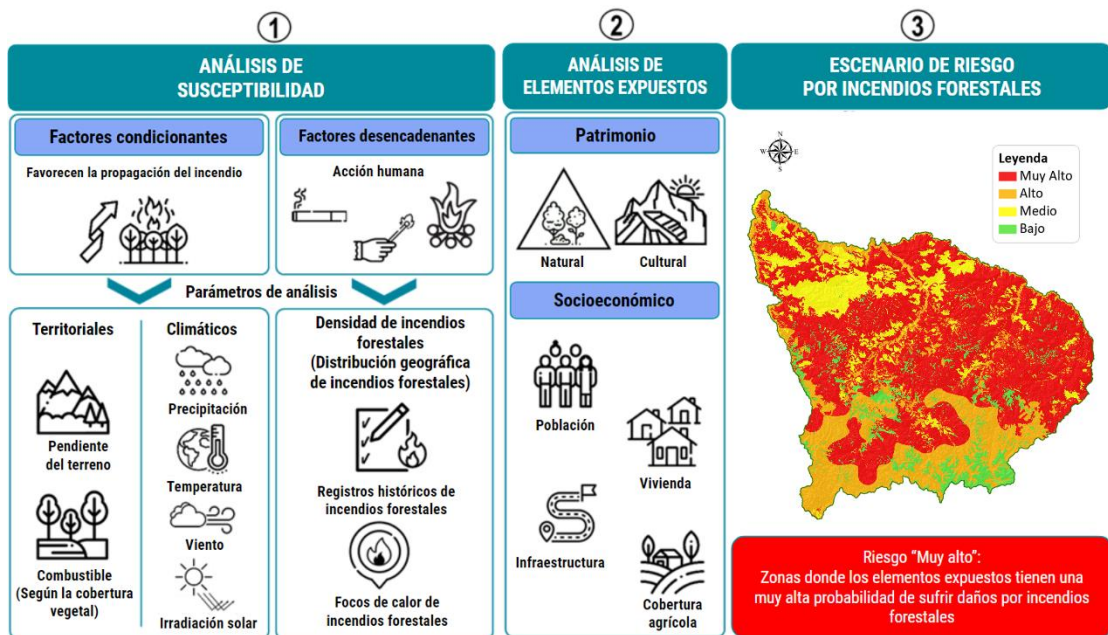 1
ANÁLISIS DE
SUSCEPTIBILIDAD
Factores condicionantes
Favorecen la propagación del incendio
Factores desencadenantes
Acción humana
Parámetros de análisis
Territoriales
Pendiente
del terreno
Combustible
(Según la cobertura
vegetal)
Climáticos
Precipitación
Temperatura
Viento
Irradiación solar
Densidad de incendios
forestales
(Distribución geográfica
de incendios forestales)
Registros históricos de
incendios forestales
Focos de calor de
incendios forestales
2
ANÁLISIS DE
ELEMENTOS EXPUESTOS
Patrimonio
Natural
Cultural
Socioeconómico
Población
Vivienda
Infraestructura
Cobertura
agrícola
3
ESCENARIO DE RIESGO
POR INCENDIOS FORESTALES
N
W E
S
Leyenda
Muy Alto
Alto
Medio
Bajo
Riesgo "Muy alto":
Zonas donde los elementos expuestos tienen una
muy alta probabilidad de sufrir daños por incendios
forestales